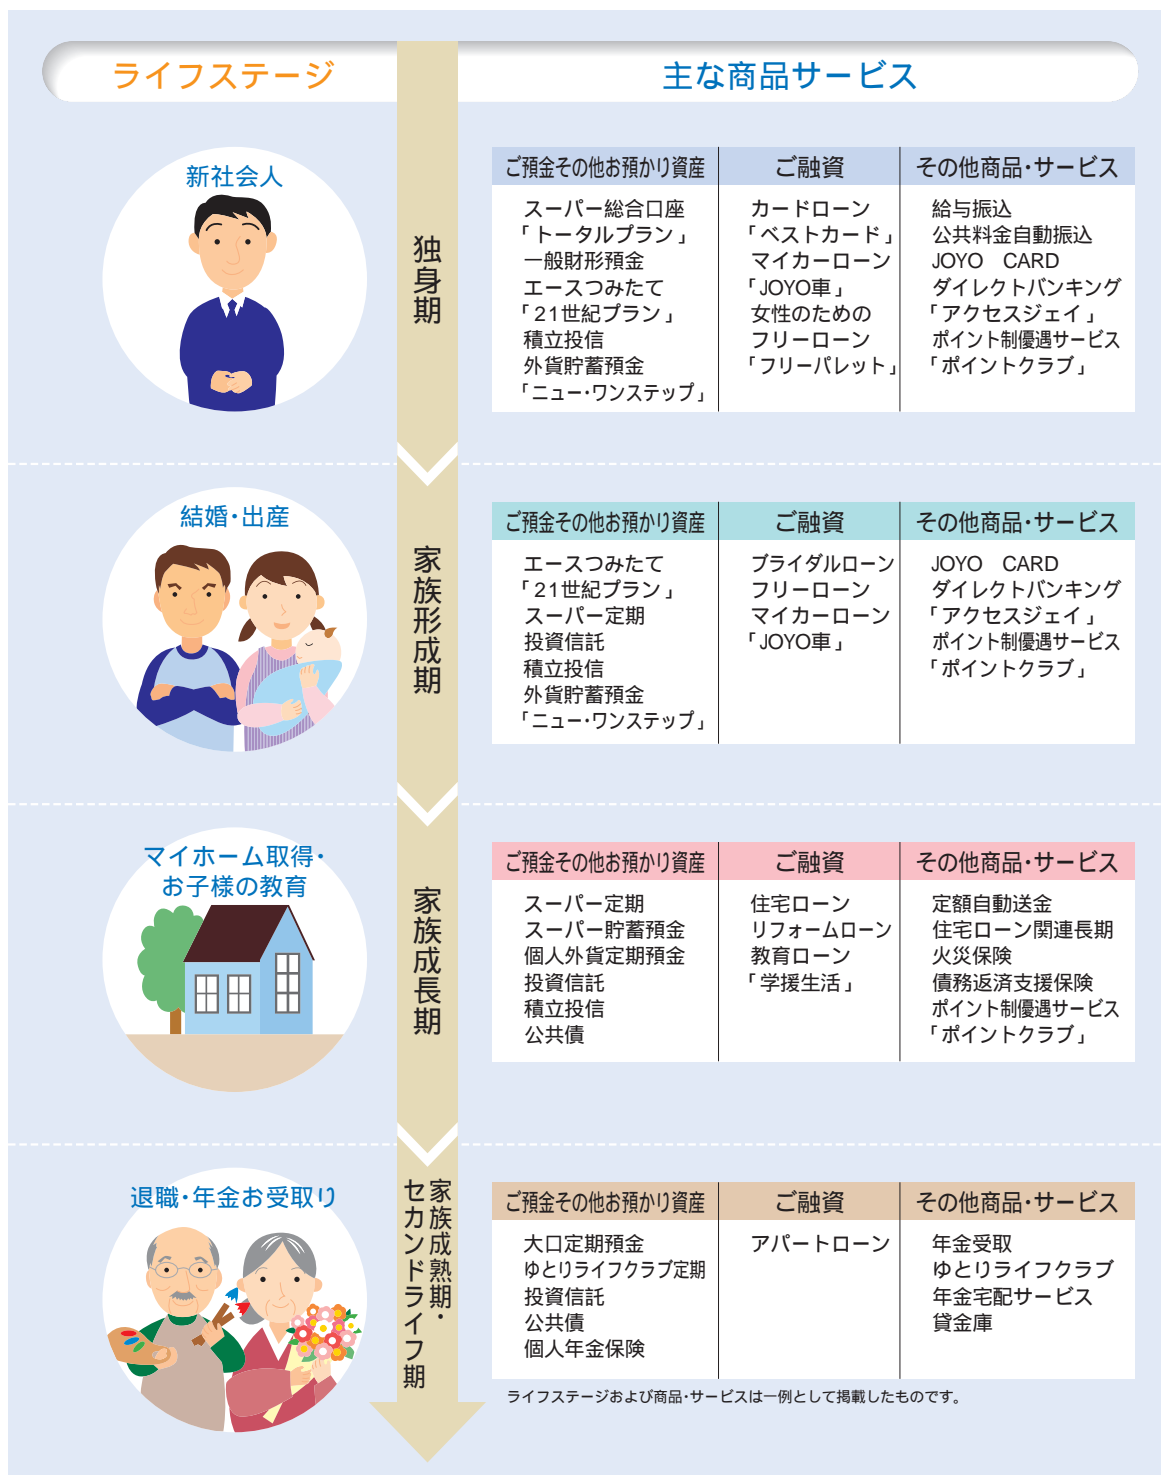 ライフステージ
主な商品サービス
新社会人
独身期
ご預金その他お預かり資産
スーパー総合口座
「トータルプラン」
一般財形預金
エースつみたて
「21世紀プラン」
積立投信
外貨貯蓄預金
「ニュー・ワンステップ」
ご融資
カードローン
「ベストカード」
マイカーローン
「JOYO車」
女性のための
フリーローン
「フリーパレット」
その他商品・サービス
給与振込
公共料金自動振込
JOYO CARD
ダイレクトバンキング
「アクセスジェイ」
ポイント制優遇サービス
「ポイントクラブ」
結婚・出産
家族形成期
ご預金その他お預かり資産
エースつみたて
「21世紀プラン」
スーパー定期
投資信託
積立投信
外貨貯蓄預金
「ニュー・ワンステップ」
ご融資
ブライダルローン
フリーローン
マイカーローン
「JOYO車」
その他商品・サービス
JOYO CARD
ダイレクトバンキング
「アクセスジェイ」
ポイント制優遇サービス
「ポイントクラブ」
マイホーム取得・
お子様の教育
家族成長期
ご預金その他お預かり資産
スーパー定期
スーパー貯蓄預金
個人外貨定期預金
投資信託
積立投信
公共債
ご融資
住宅ローン
リフォームローン
教育ローン
「学援生活」
その他商品・サービス
定額自動送金
住宅ローン関連長期
火災保険
債務返済支援保険
ポイント制優遇サービス
「ポイントクラブ」
退職・年金お受取り
家族成熟期・
セカンドライフ期
ご預金その他お預かり資産
大口定期預金
ゆとりライフクラブ定期
投資信託
公共債
個人年金保険
ご融資
アパートローン
その他商品・サービス
年金受取
ゆとりライフクラブ
年金宅配サービス
貸金庫
ライフステージおよび商品・サービスは一例として掲載したものです。